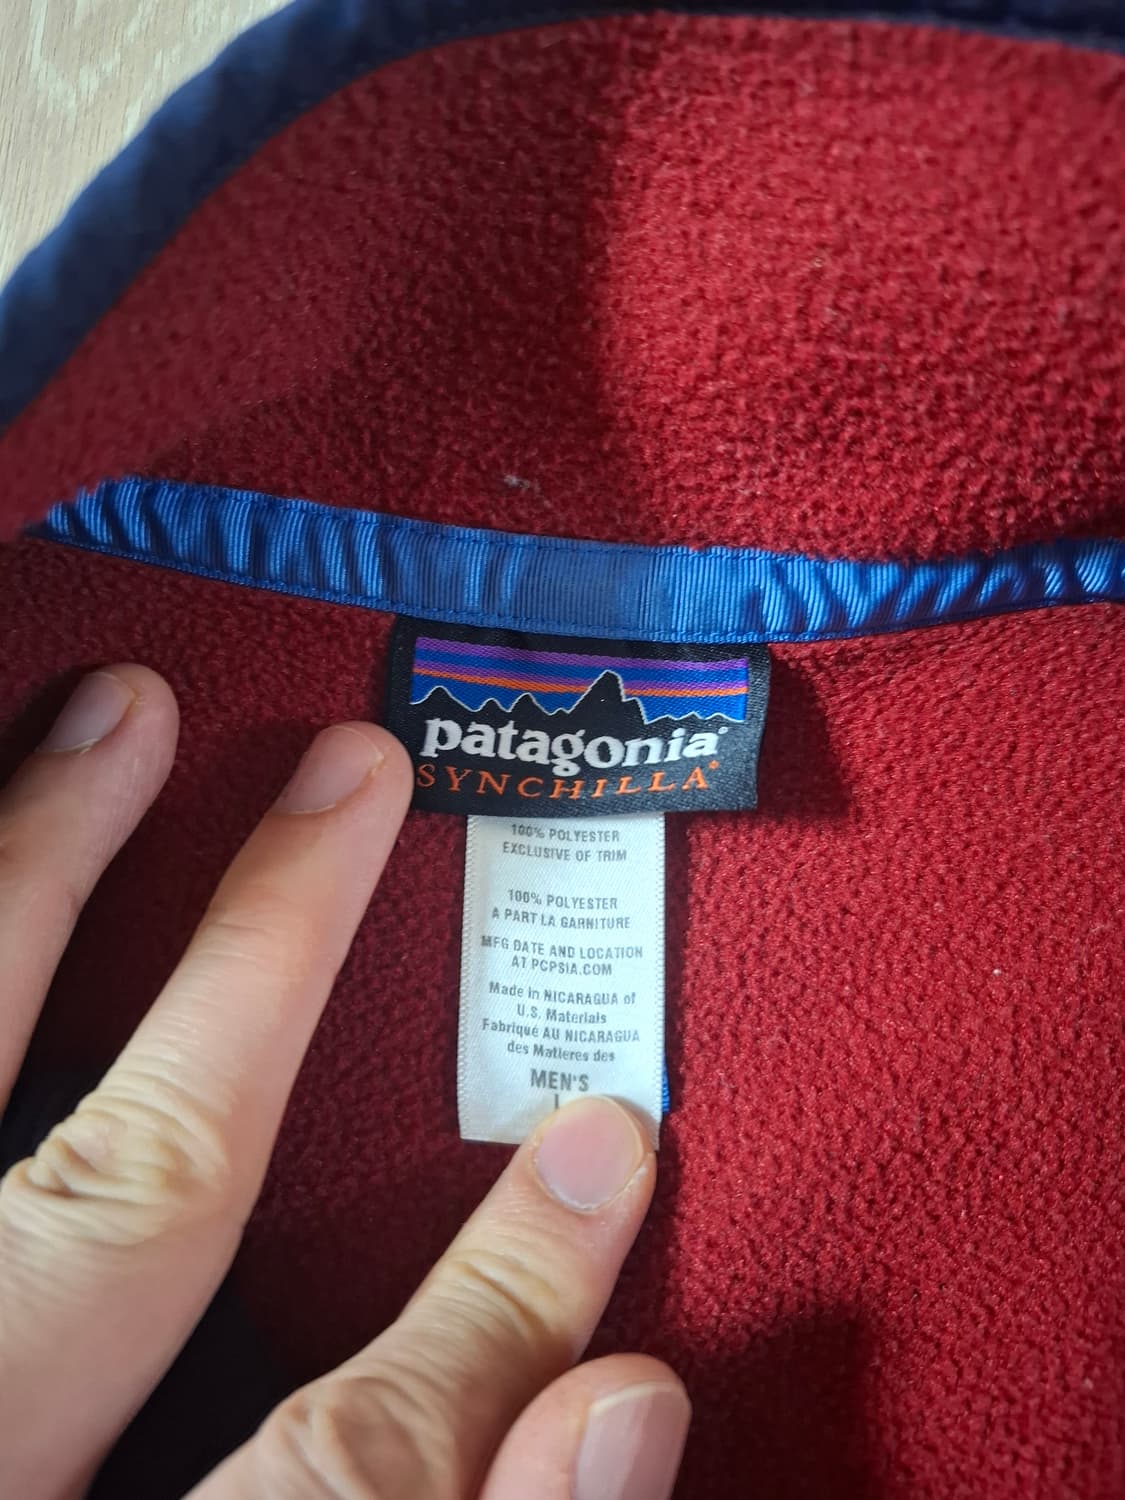 patagonia®
SYNCHILLA®
100% POLYESTER
EXCLUSIVE OF TRIM
100% POLYESTER
A PART LA GARNITURE
MFG DATE AND LOCATION
AT PCPSIA.COM
Made in NICARAGUA of
U.S. Materials
Fabriqué AU NICARAGUA
des Matieres des
MEN'S